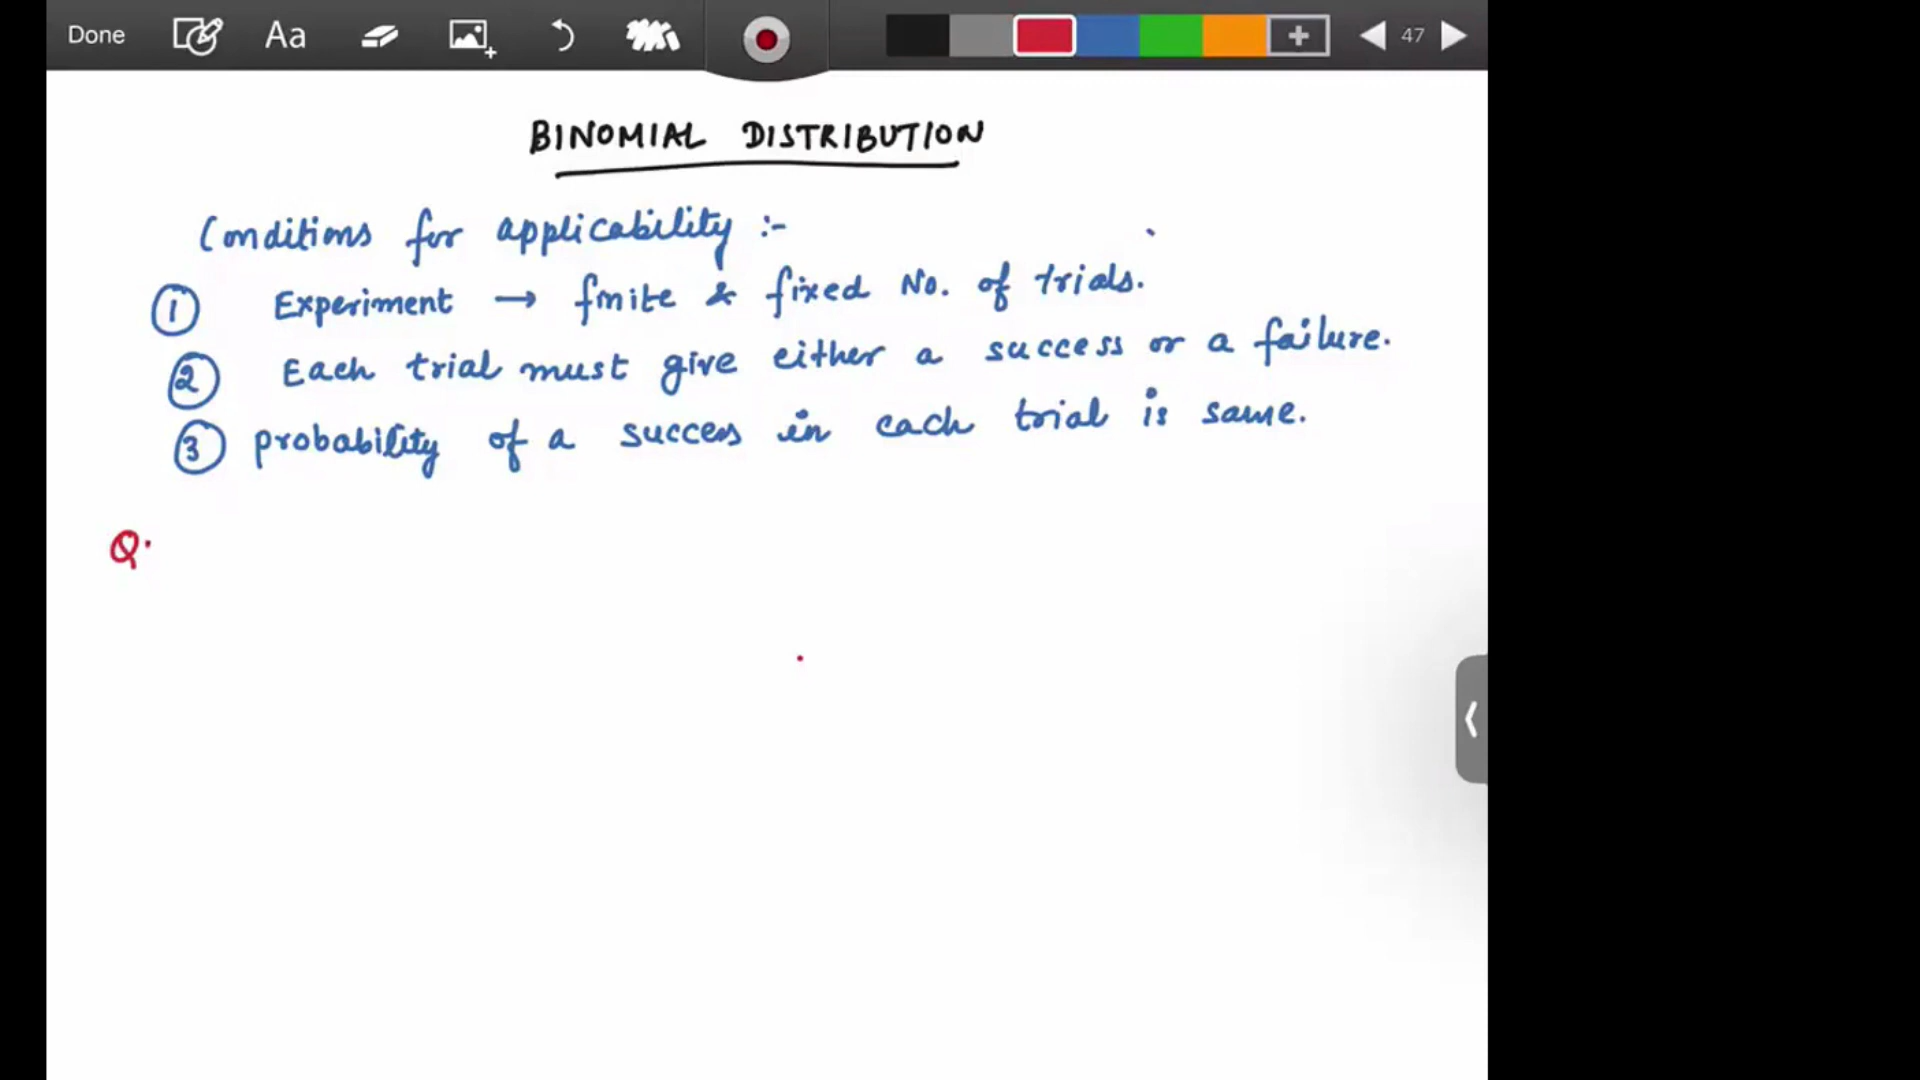 Done Aa 47
BINOMIAL DISTRIBUTION
Conditions for applicability :-
① Experiment → finite & fixed No. of trials.
② Each trial must give either a success or a failure.
③ probability of a success in each trial is same.
Q.